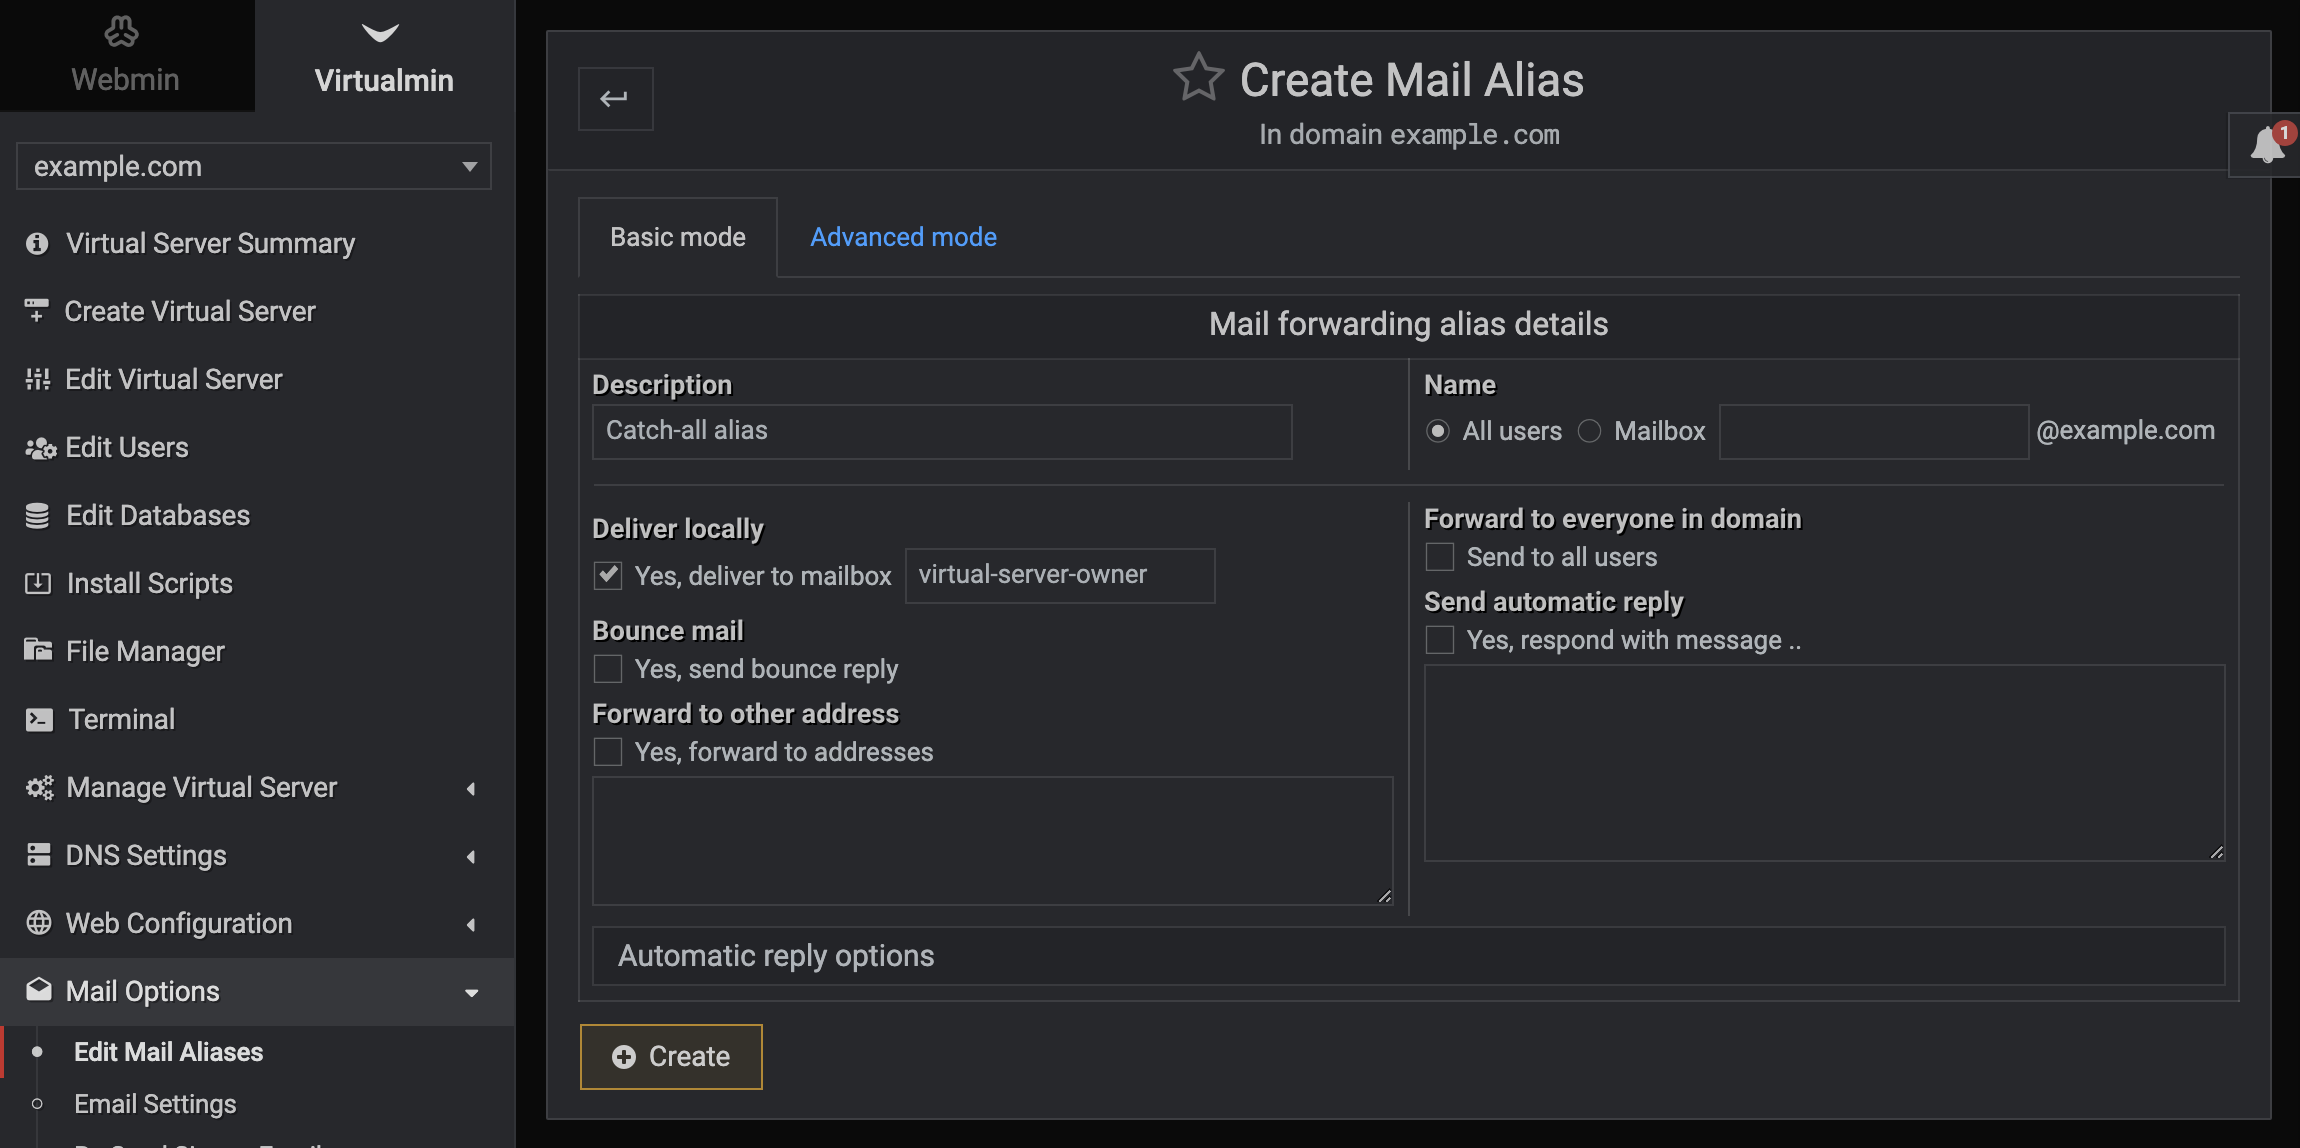 Webmin
Virtualmin
example.com
Virtual Server Summary
Create Virtual Server
Edit Virtual Server
Edit Users
Edit Databases
Install Scripts
File Manager
Terminal
Manage Virtual Server
DNS Settings
Web Configuration
Mail Options
Edit Mail Aliases
Email Settings
Create Mail Alias
In domain example.com
1
Basic mode
Advanced mode
Mail forwarding alias details
Description
Catch-all alias
Name
All users Mailbox @example.com
Deliver locally
Yes, deliver to mailbox virtual-server-owner
Bounce mail
Yes, send bounce reply
Forward to other address
Yes, forward to addresses
Forward to everyone in domain
Send to all users
Send automatic reply
Yes, respond with message ..
Automatic reply options
Create